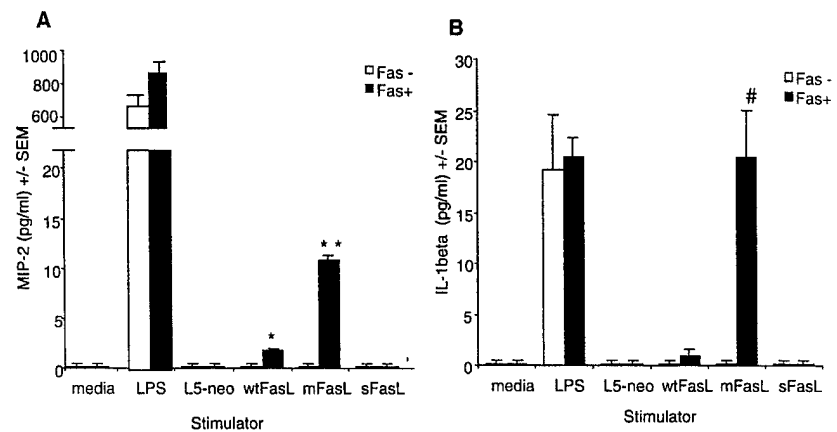 A
MIP-2 (pg/ml) +/- SEM
1000
800
600
20
15
10
5
0
Fas -
Fas+
*
* *
media LPS L5-neo wtFasL mFasL sFasL
Stimulator
B
IL-1beta (pg/ml) +/- SEM
30
25
20
15
10
5
0
Fas -
Fas+
#
media LPS L5-neo wtFasL mFasL sFasL
Stimulator